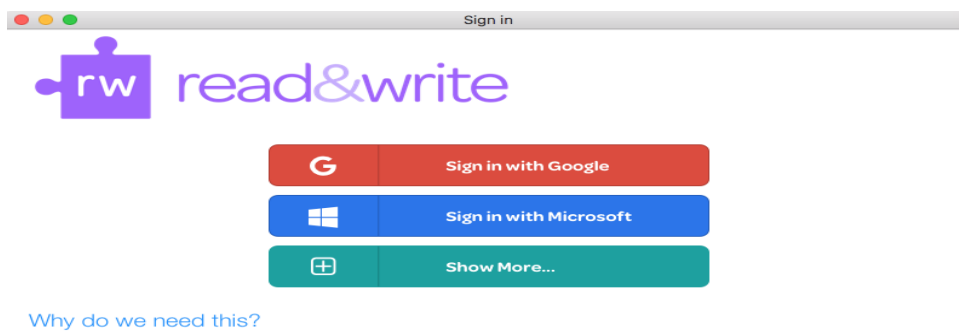 Sign in
rw read&write
G Sign in with Google
Sign in with Microsoft
Show More...
Why do we need this?